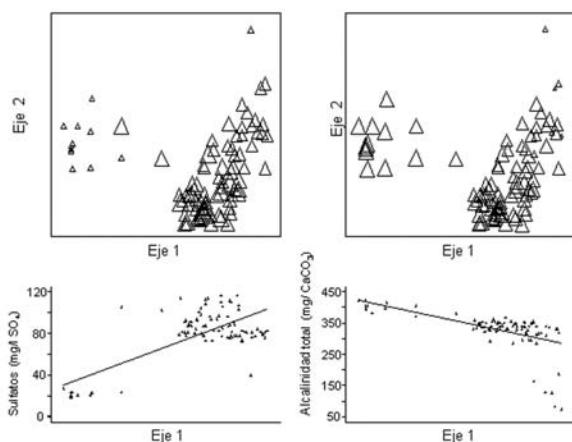 Eje 2
Eje 1
Eje 2
Eje 1
Sulfatos (mg/l SO₄)
120
80
40
0
Eje 1
Alcalinidad total (mg/ CaCO₃)
450
350
250
150
50
Eje 1